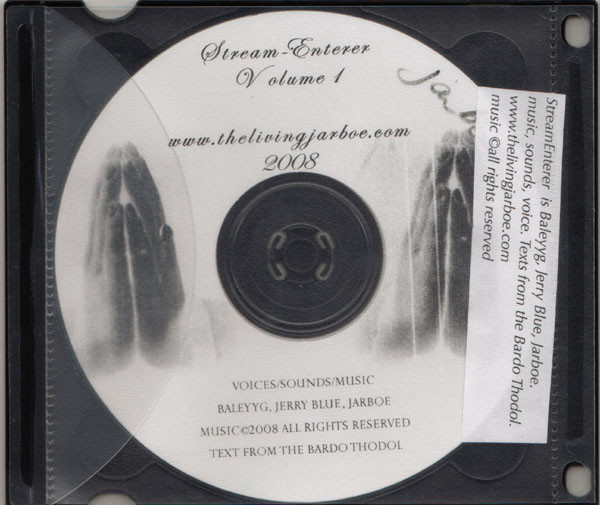 Stream-Enterer
Volume 1
www.thelivingjarboe.com
2008
VOICES/SOUNDS/MUSIC
BALEYYG, JERRY BLUE, JARBOE
MUSIC©2008 ALL RIGHTS RESERVED
TEXT FROM THE BARDO THODOL
StreamEnterer is Baleyyg, Jerry Blue, Jarboe.
music, sounds, voice. Texts from the Bardo Thodol.
www.thelivingjarboe.com
music ©all rights reserved